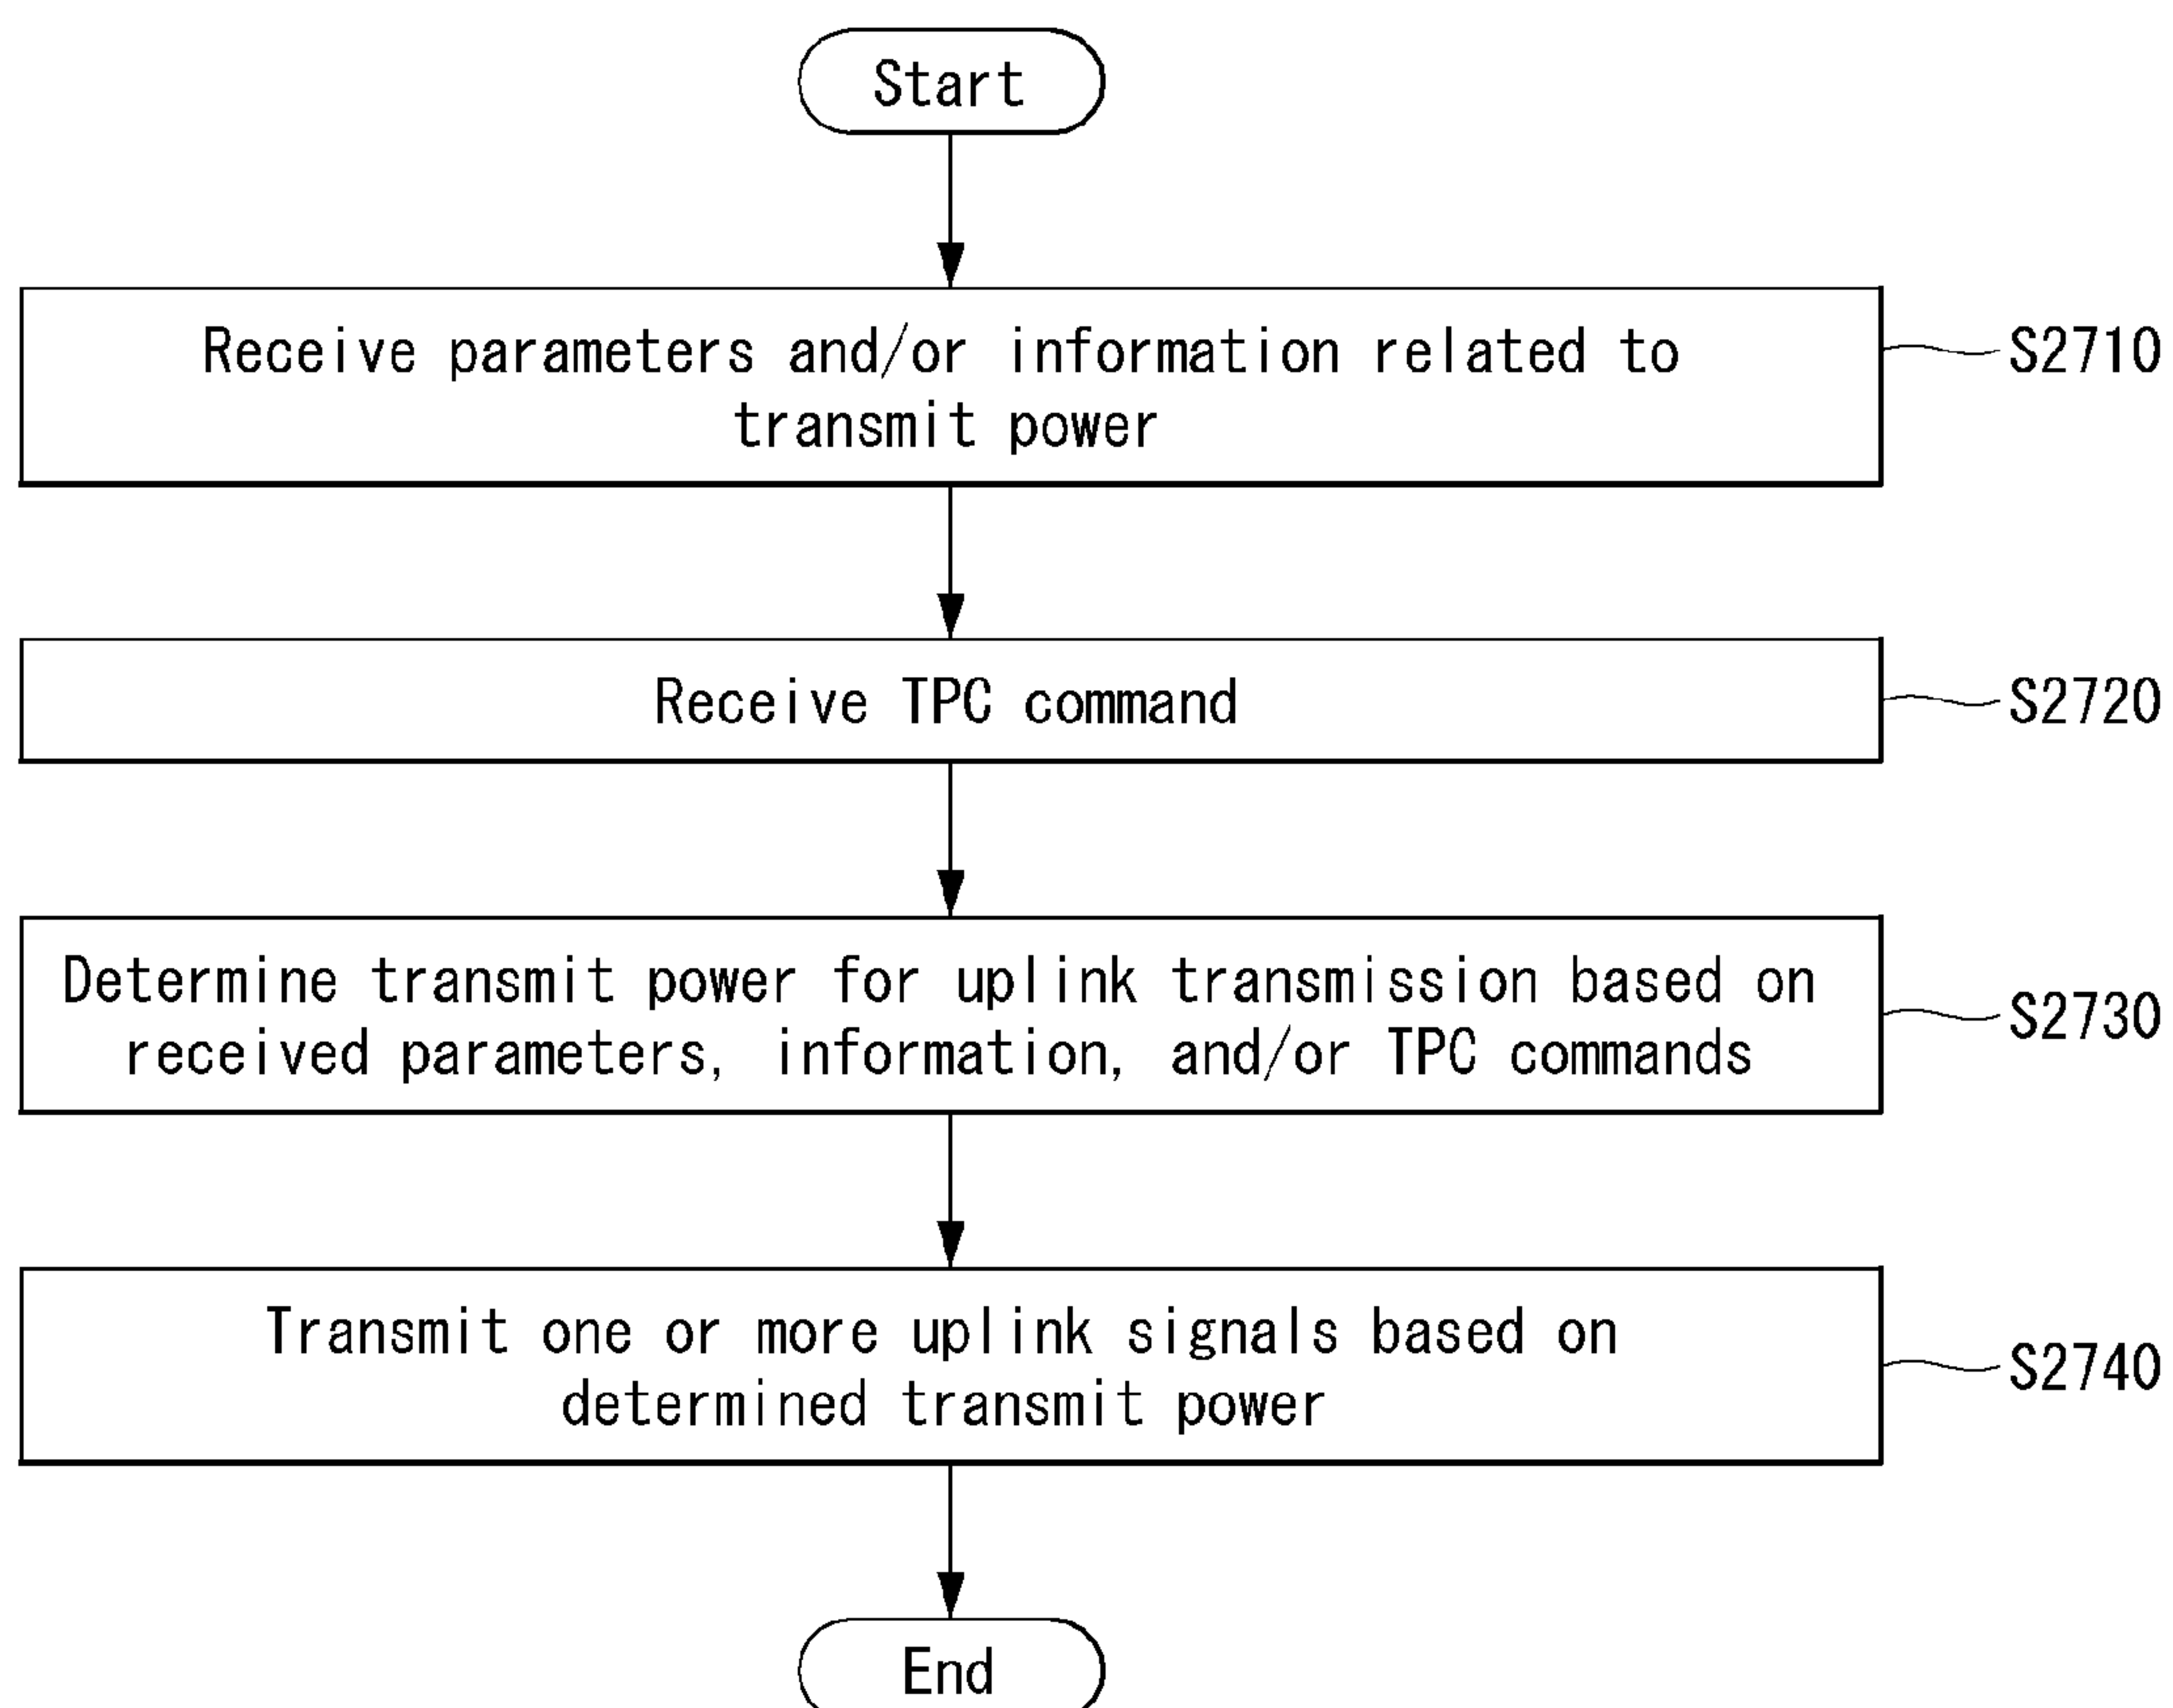 Start
Receive parameters and/or information related to
transmit power
S2710
Receive TPC command
S2720
Determine transmit power for uplink transmission based on
received parameters, information, and/or TPC commands
S2730
Transmit one or more uplink signals based on
determined transmit power
S2740
End